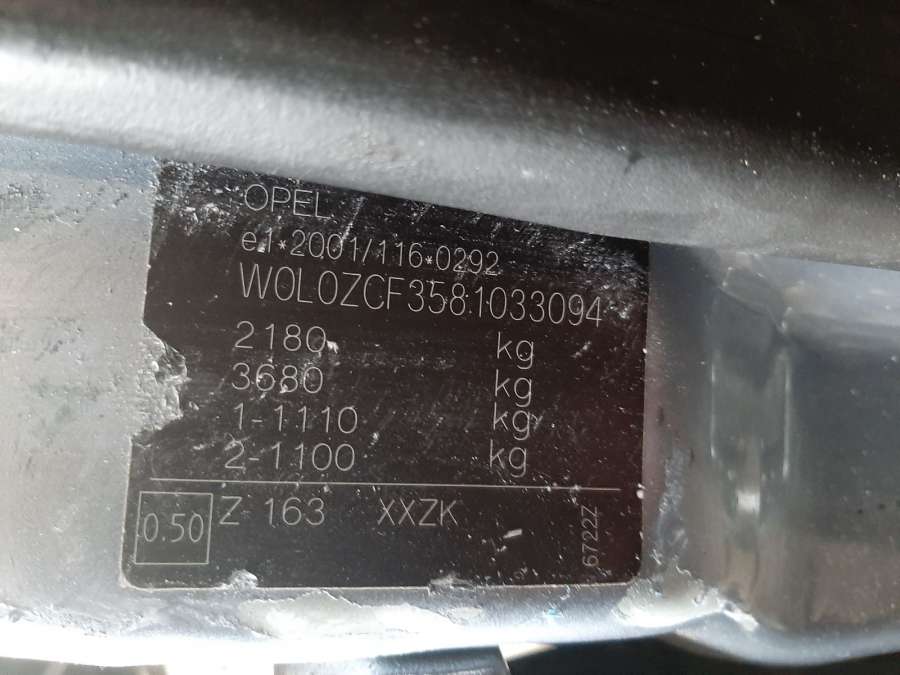 OPEL
e1*2001/116*0292
W0L0ZCF3581033094
2180 kg
3680 kg
1-1110 kg
2-1100 kg
0.50 Z 163 XXZK
6722Z